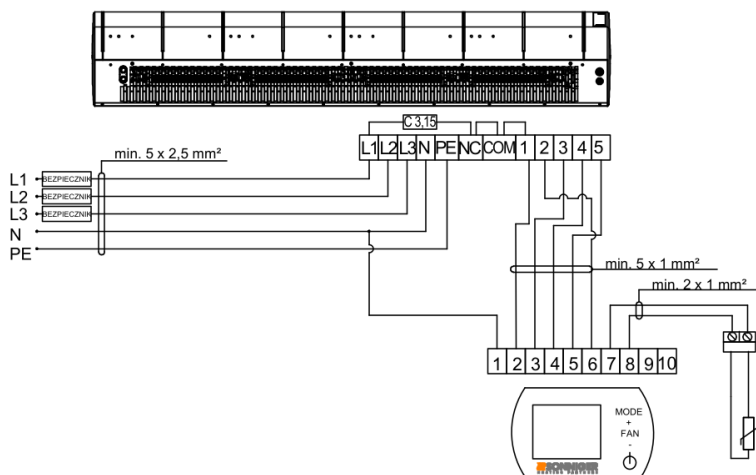 C 3,15
L1 L2 L3 N PE NC COM 1 2 3 4 5
min. 5 x 2,5 mm²
L1 BEZPIECZNIK
L2 BEZPIECZNIK
L3 BEZPIECZNIK
N
PE
min. 5 x 1 mm²
min. 2 x 1 mm²
1 2 3 4 5 6 7 8 9 10
MODE
+
FAN
-
SONNIGER